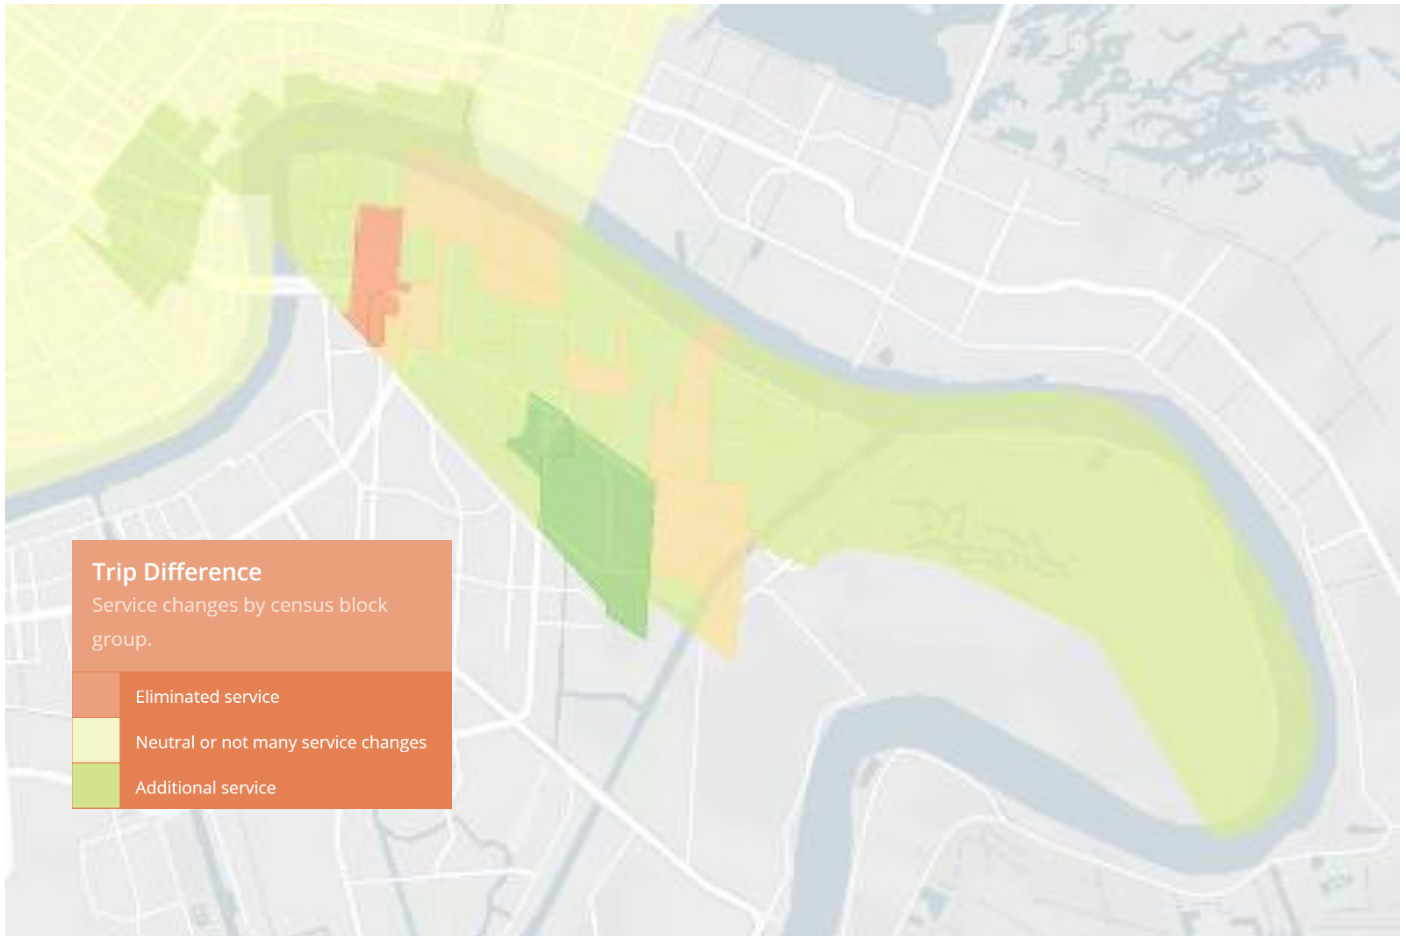 Trip Difference
Service changes by census block
group.
Eliminated service
Neutral or not many service changes
Additional service